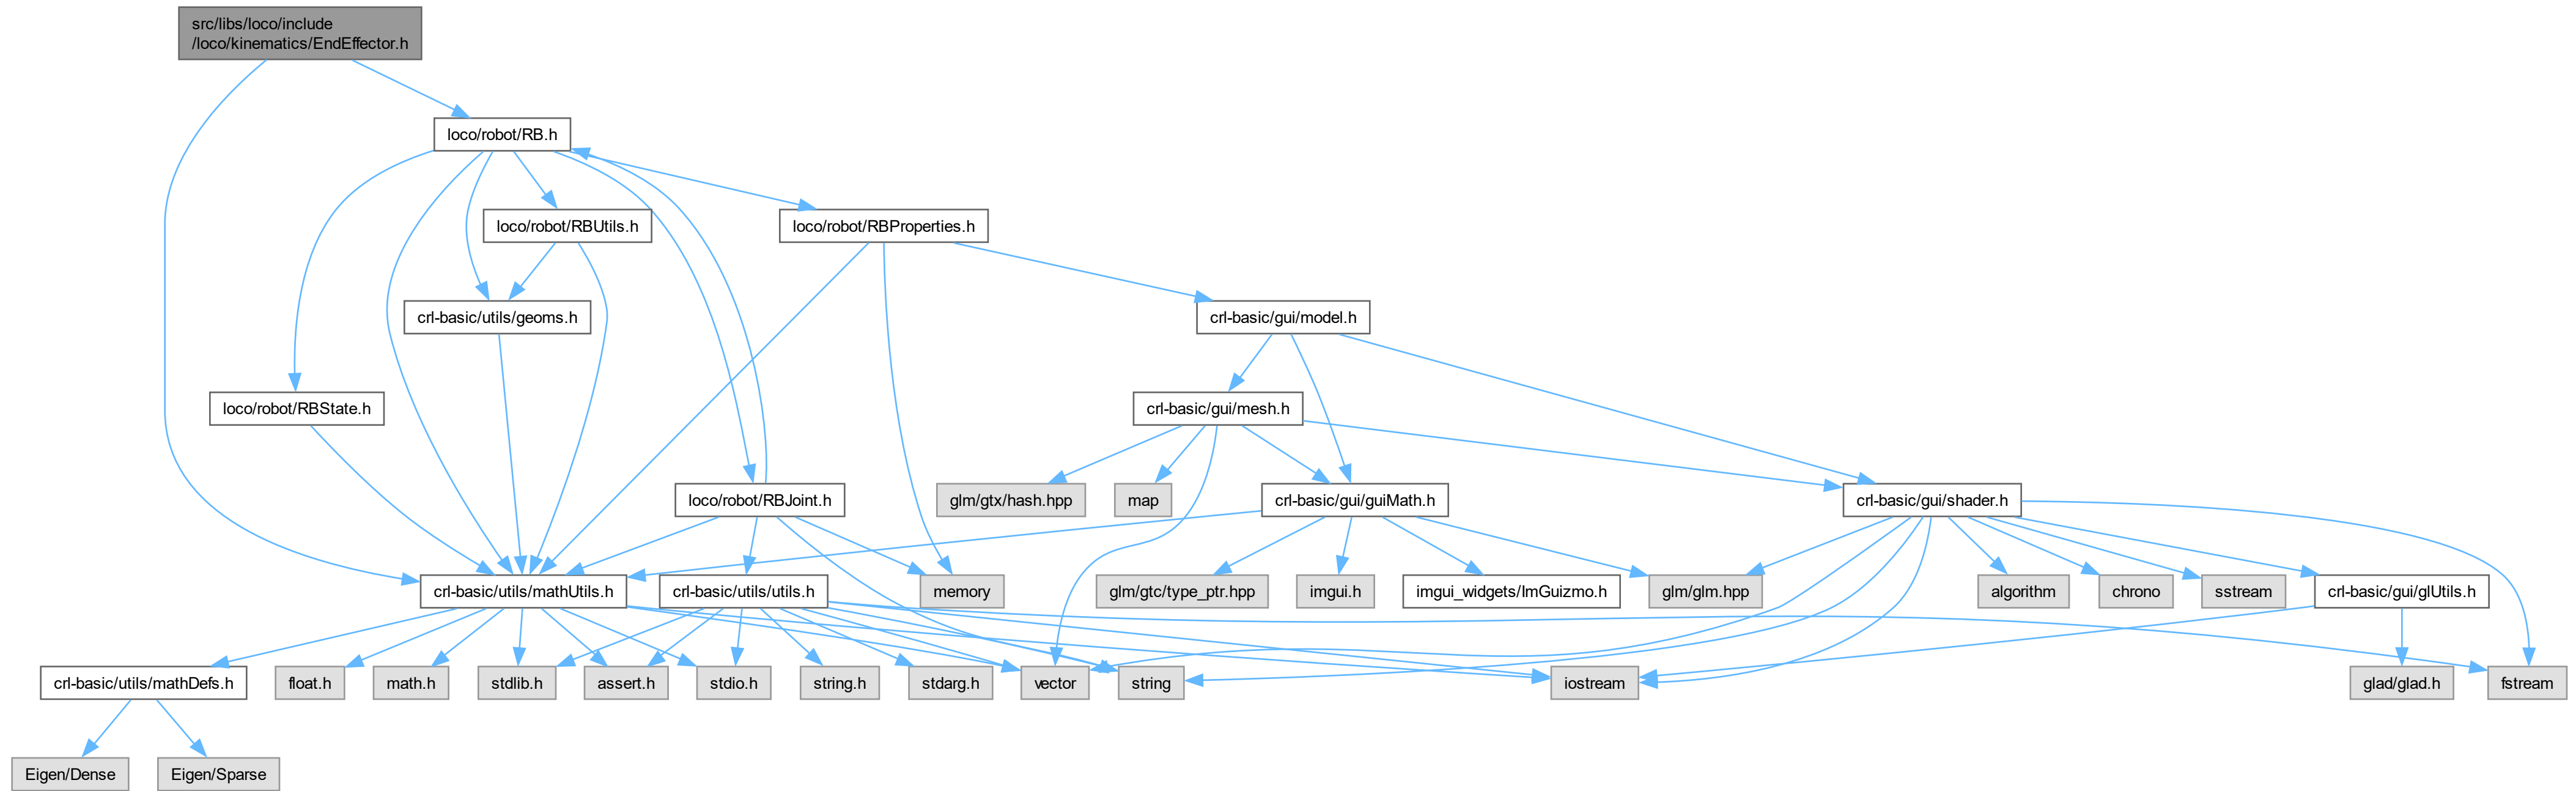 src/libs/loco/include
/loco/kinematics/EndEffector.h
loco/robot/RB.h
loco/robot/RBUtils.h
loco/robot/RBProperties.h
crl-basic/utils/geoms.h
crl-basic/gui/model.h
loco/robot/RBState.h
crl-basic/gui/mesh.h
loco/robot/RBJoint.h
glm/gtx/hash.hpp
map
crl-basic/gui/guiMath.h
crl-basic/gui/shader.h
crl-basic/utils/mathUtils.h
crl-basic/utils/utils.h
memory
glm/gtc/type_ptr.hpp
imgui.h
imgui_widgets/ImGuizmo.h
glm/glm.hpp
algorithm
chrono
sstream
crl-basic/gui/glUtils.h
crl-basic/utils/mathDefs.h
float.h
math.h
stdlib.h
assert.h
stdio.h
string.h
stdarg.h
vector
string
iostream
glad/glad.h
fstream
Eigen/Dense
Eigen/Sparse